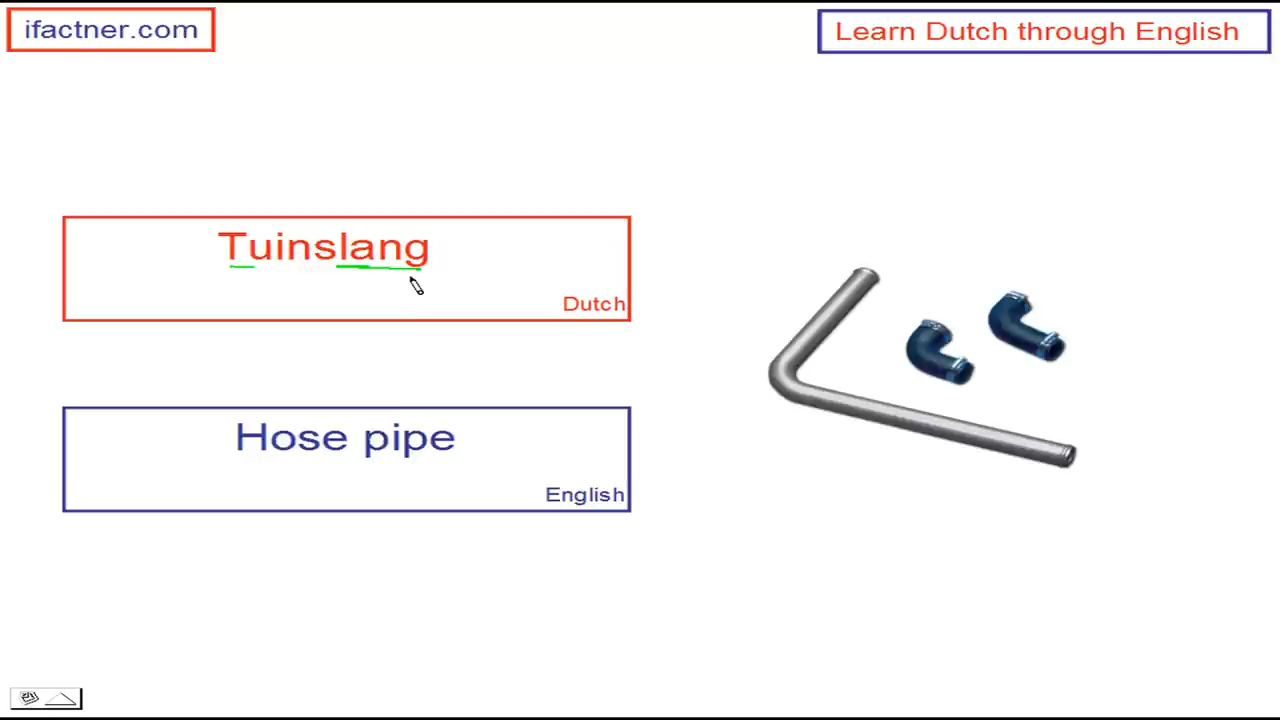 ifactner.com
Learn Dutch through English
Tuinslang
Dutch
Hose pipe
English